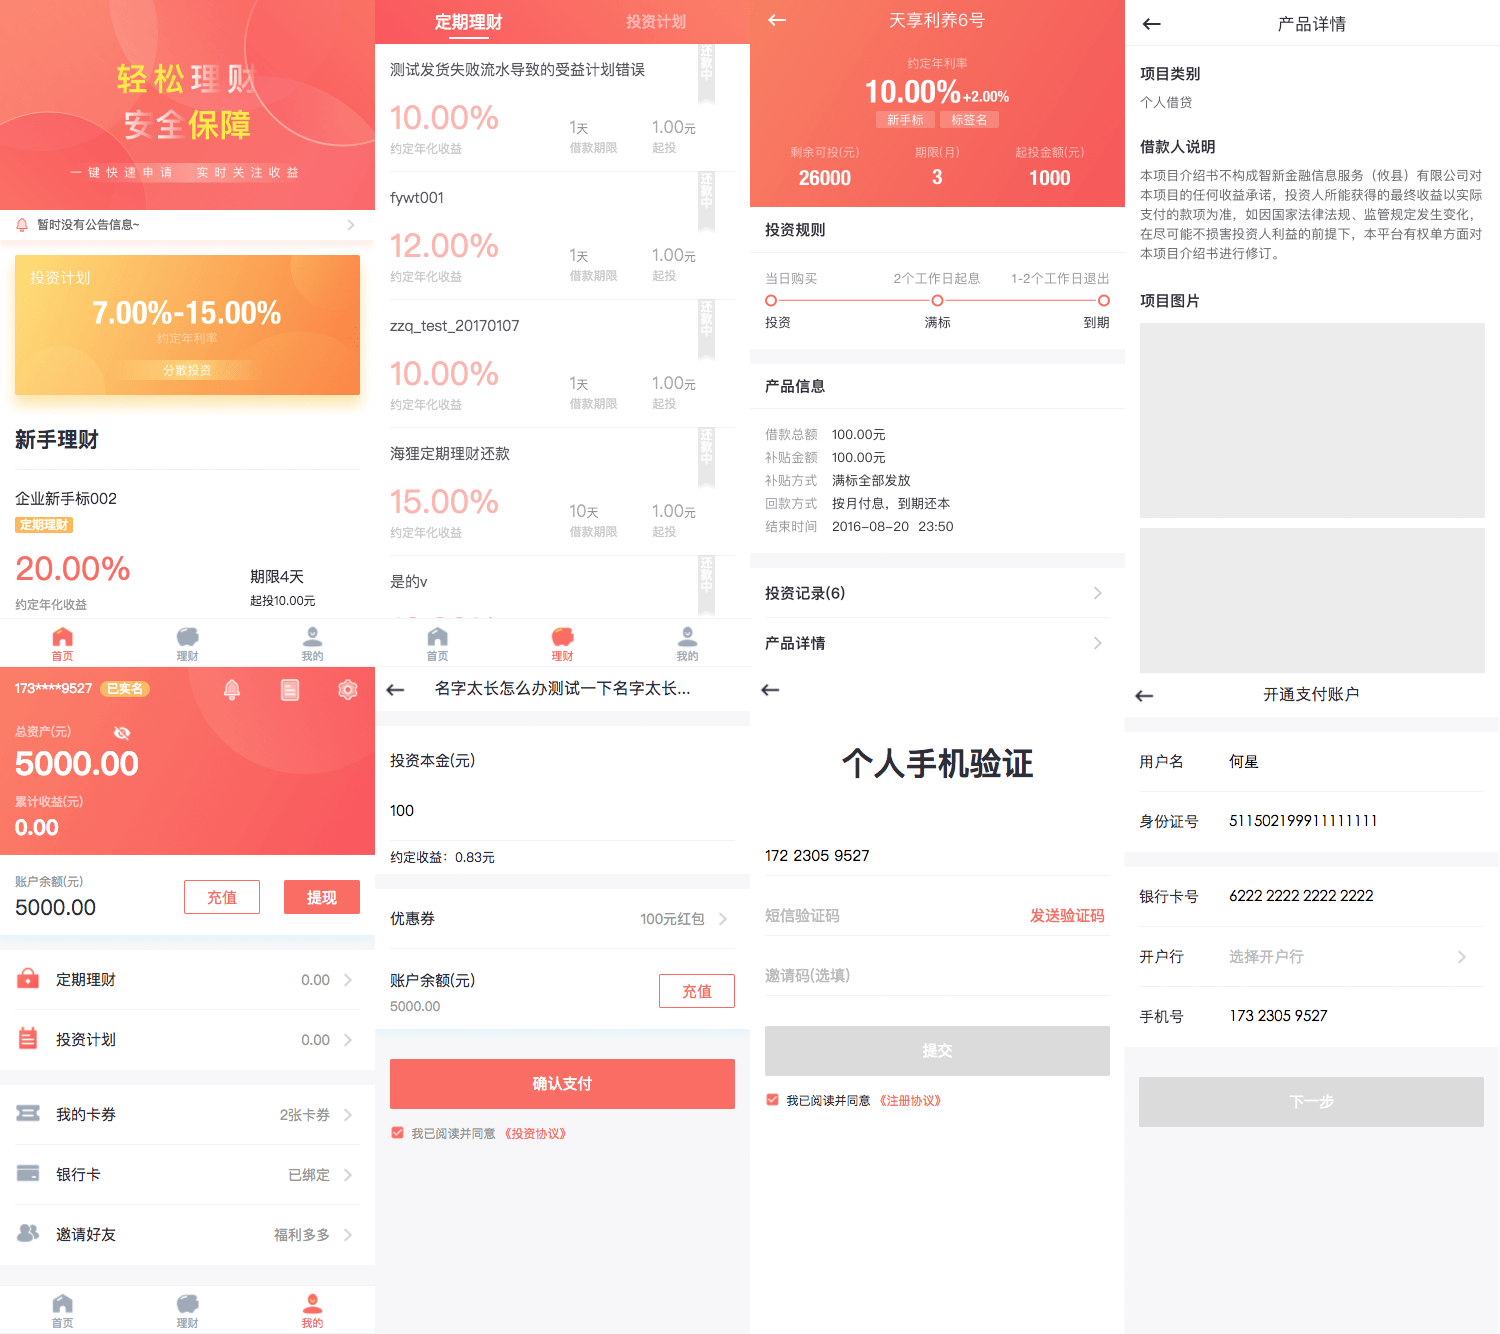 轻松理财
安全保障
一键快速申请 实时关注收益
暂时没有公告信息~
投资计划
7.00%-15.00%
约定年利率
分散投资
新手理财
企业新手标002
定期理财
20.00%
期限4天
约定年化收益
起投10.00元
首页 理财 我的
定期理财 投资计划
测试发货失败流水导致的受益计划错误
还款中
10.00%
1天 1.00元
约定年化收益 借款期限 起投
fywt001
还款中
12.00%
1天 1.00元
约定年化收益 借款期限 起投
zzq_test_20170107
还款中
10.00%
1天 1.00元
约定年化收益 借款期限 起投
海狸定期理财还款
还款中
15.00%
10天 1.00元
约定年化收益 借款期限 起投
是的v
还款中
首页 理财 我的
天享利养6号
约定年利率
10.00%+2.00%
新手标 标签名
剩余可投(元) 期限(月) 起投金额(元)
26000 3 1000
投资规则
当日购买 2个工作日起息 1-2个工作日退出
投资 满标 到期
产品信息
借款总额 100.00元
补贴金额 100.00元
补贴方式 满标全部发放
回款方式 按月付息，到期还本
结束时间 2016-08-20 23:50
投资记录(6)
产品详情
产品详情
项目类别
个人借贷
借款人说明
本项目介绍书不构成智新金融信息服务（攸县）有限公司对
本项目的任何收益承诺，投资人所能获得的最终收益以实际
支付的款项为准，如因国家法律法规、监管规定发生变化，
在尽可能不损害投资人利益的前提下，本平台有权单方面对
本项目介绍书进行修订。
项目图片
173****9527 已实名
总资产(元)
5000.00
累计收益(元)
0.00
账户余额(元)
5000.00
充值 提现
定期理财 0.00
投资计划 0.00
我的卡券 2张卡券
银行卡 已绑定
邀请好友 福利多多
首页 理财 我的
名字太长怎么办测试一下名字太长...
投资本金(元)
100
约定收益：0.83元
优惠券 100元红包
账户余额(元)
5000.00
充值
确认支付
我已阅读并同意 《投资协议》
个人手机验证
172 2305 9527
短信验证码 发送验证码
邀请码(选填)
提交
我已阅读并同意 《注册协议》
开通支付账户
用户名 何星
身份证号 511502199911111111
银行卡号 6222 2222 2222 2222
开户行 选择开户行
手机号 173 2305 9527
下一步